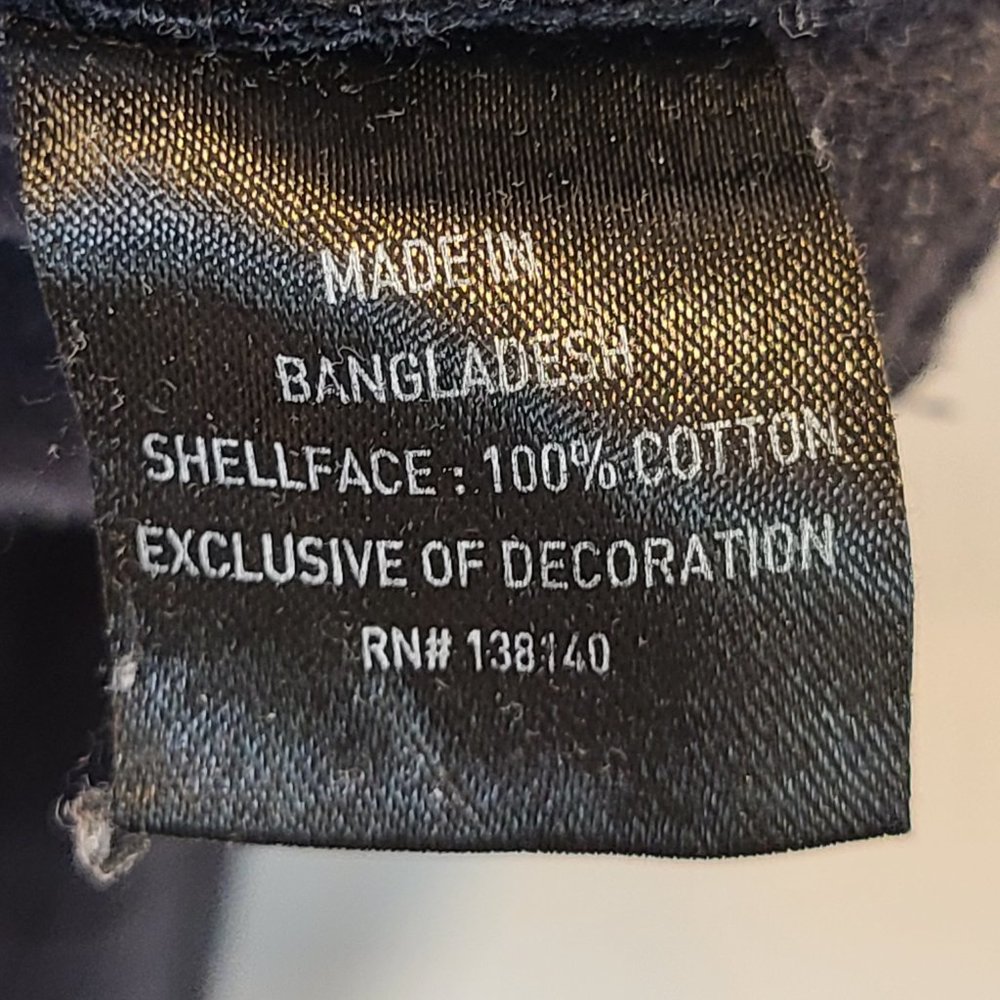 MADE IN
BANGLADESH
SHELLFACE : 100% COTTON
EXCLUSIVE OF DECORATION
RN# 138140